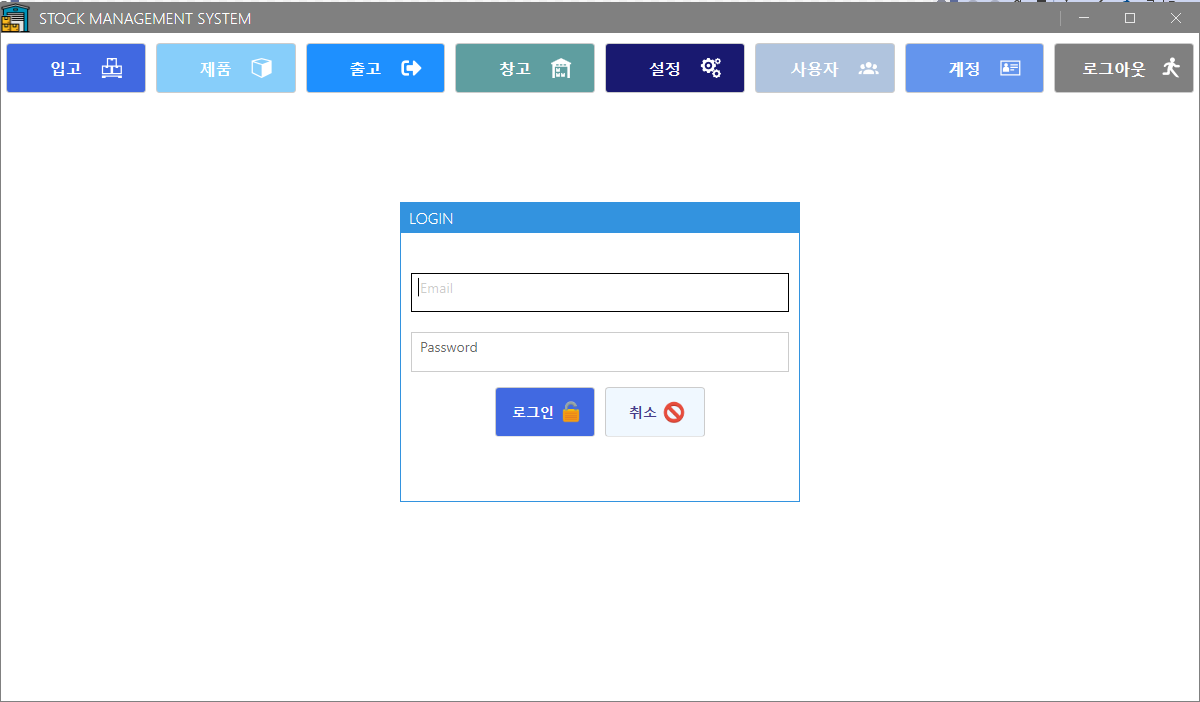 STOCK MANAGEMENT SYSTEM
입고 제품 출고 창고 설정 사용자 계정 로그아웃
LOGIN
Email
Password
로그인 취소